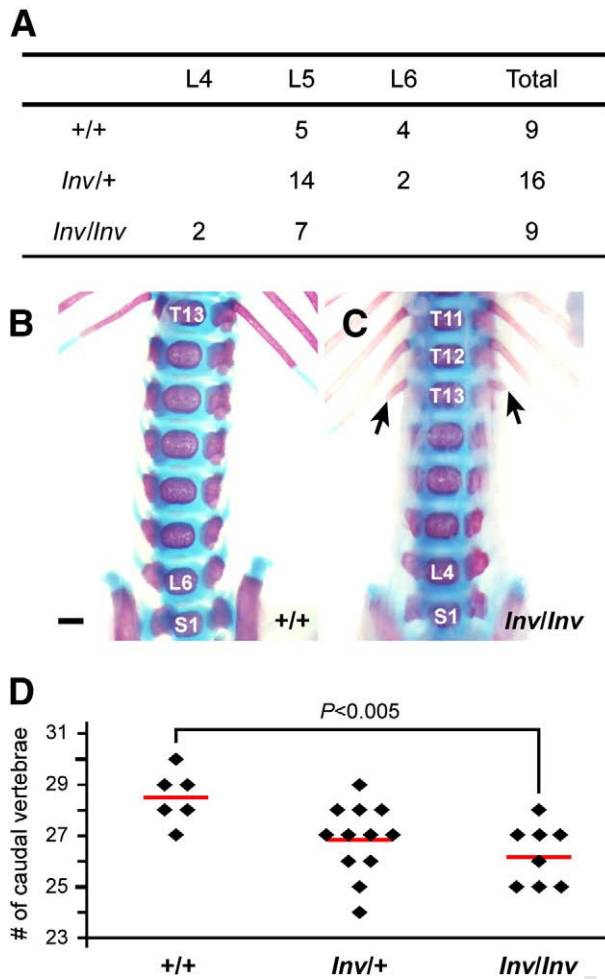 A
L4 L5 L6 Total
+/+ 5 4 9
Inv/+ 14 2 16
Inv/Inv 2 7 9
B
T13
L6
S1
+/+
C
T11
T12
T13
L4
S1
Inv/Inv
D
P<0.005
# of caudal vertebrae
31
29
27
25
23
+/+ Inv/+ Inv/Inv